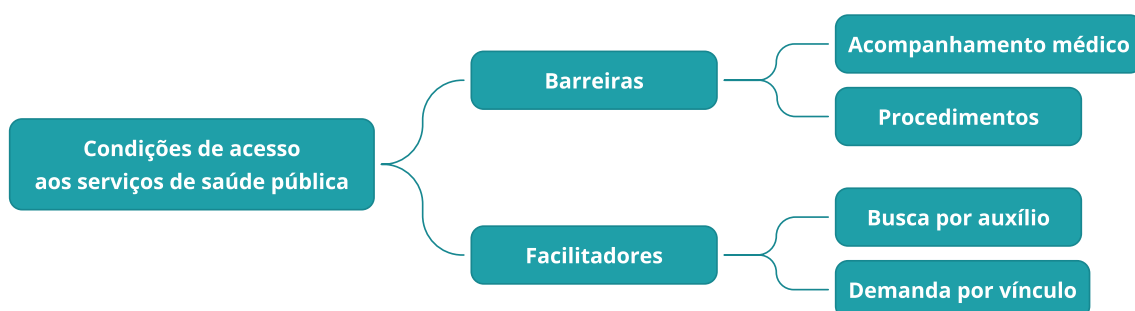 Condições de acesso
aos serviços de saúde pública
Barreiras
Acompanhamento médico
Procedimentos
Facilitadores
Busca por auxílio
Demanda por vínculo